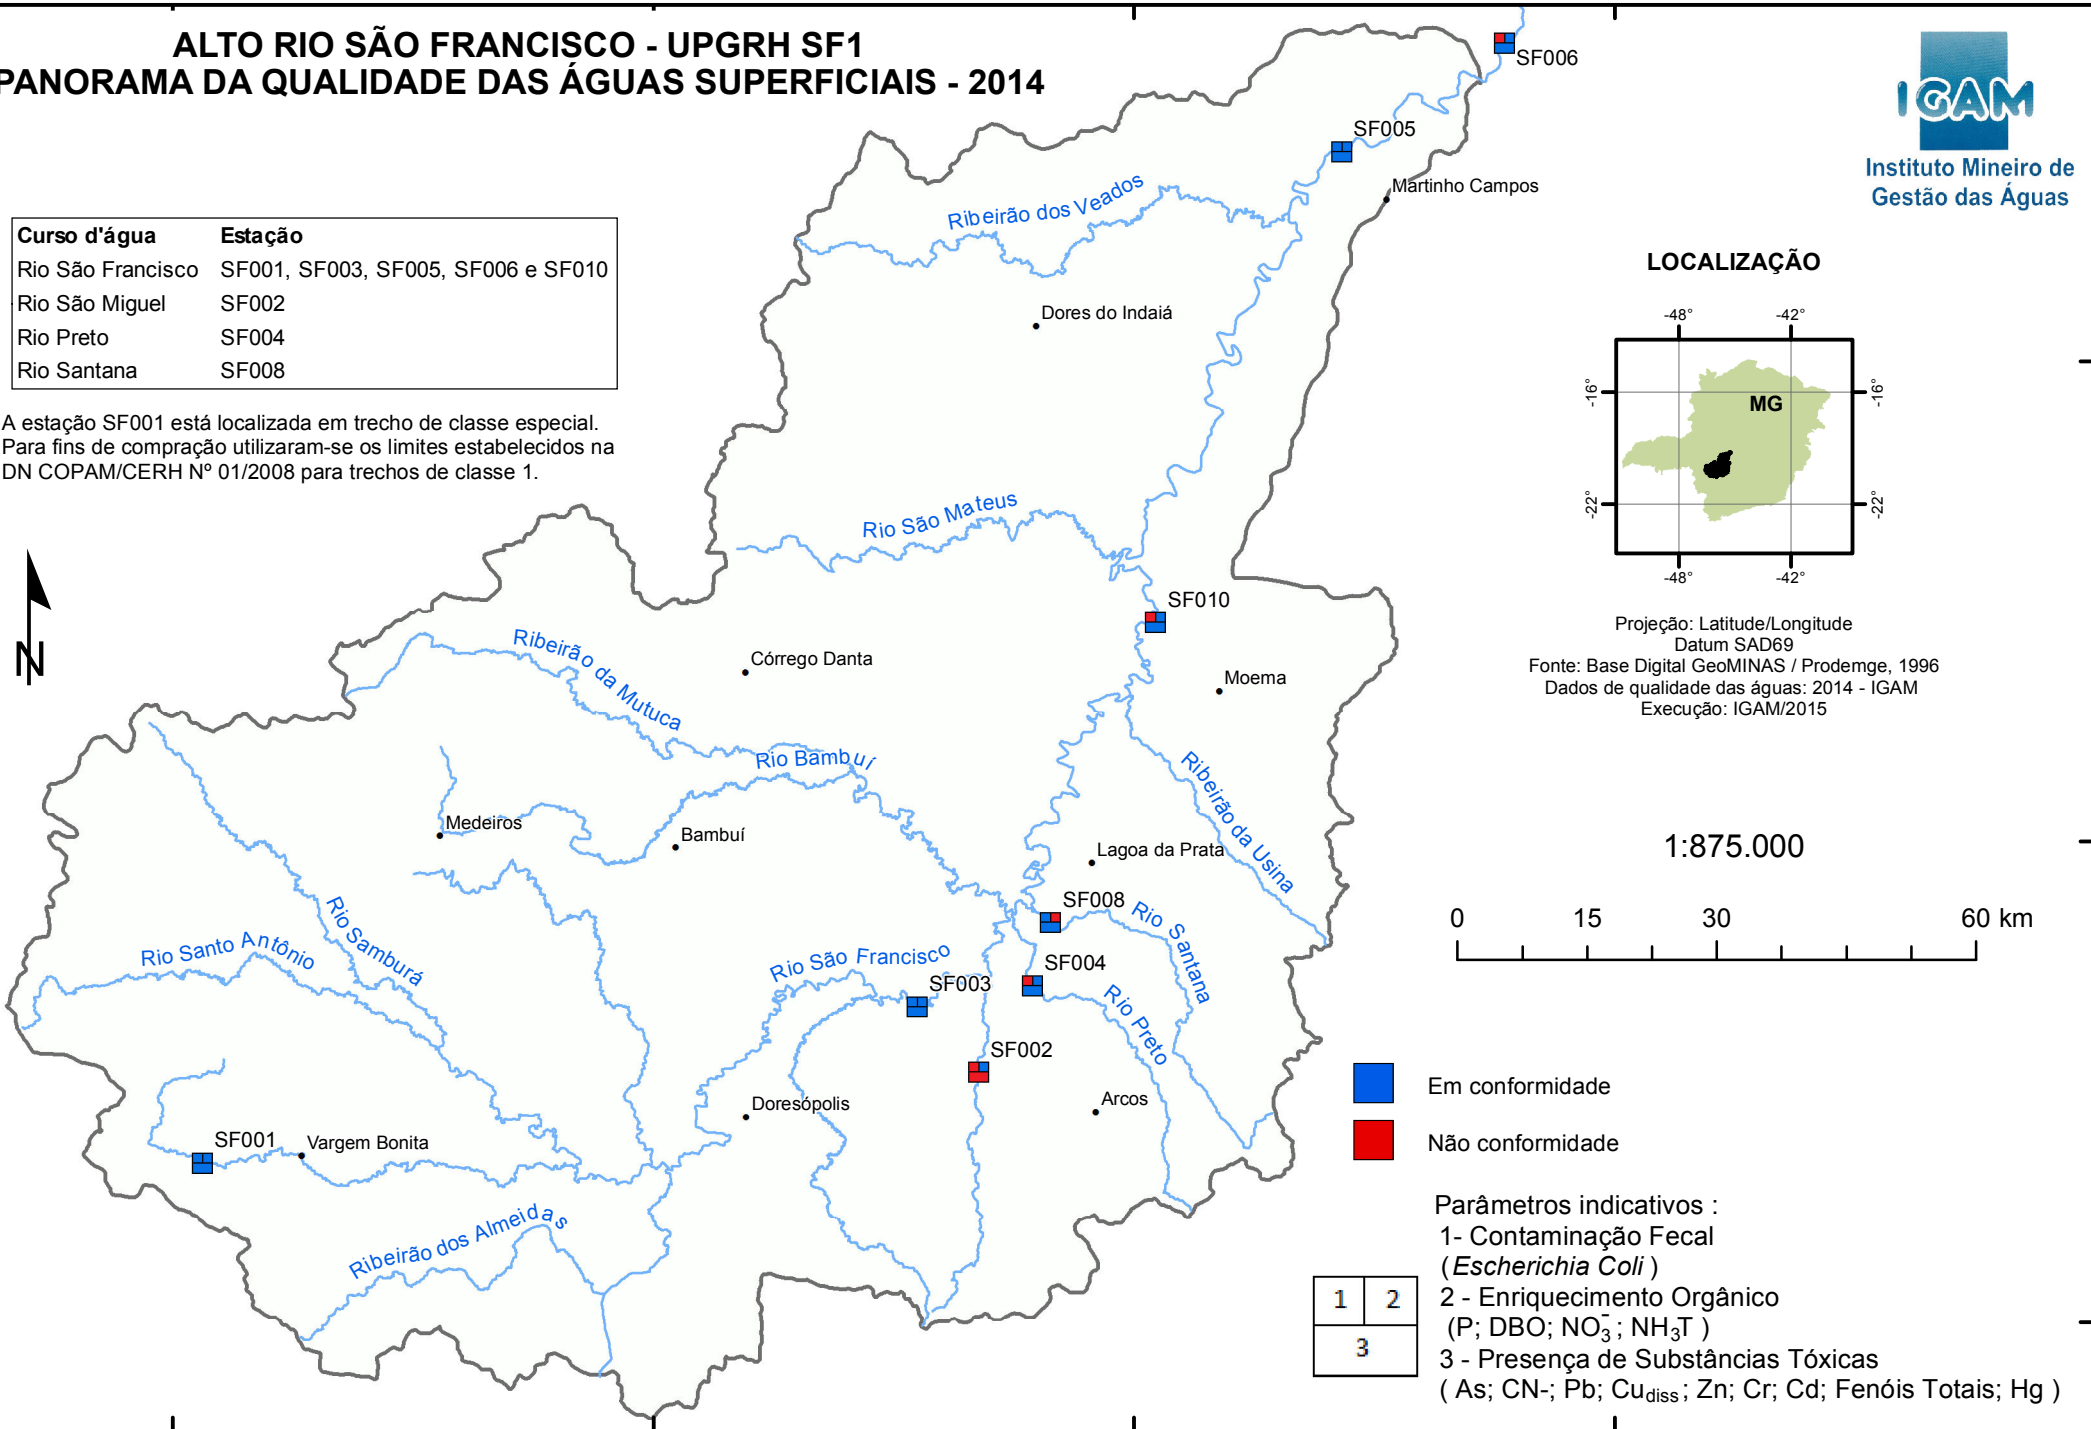 ALTO RIO SÃO FRANCISCO - UPGRH SF1
PANORAMA DA QUALIDADE DAS ÁGUAS SUPERFICIAIS - 2014
IGAM
Instituto Mineiro de
Gestão das Águas
Curso d'água Estação
Rio São Francisco SF001, SF003, SF005, SF006 e SF010
Rio São Miguel SF002
Rio Preto SF004
Rio Santana SF008
A estação SF001 está localizada em trecho de classe especial.
Para fins de compração utilizaram-se os limites estabelecidos na
DN COPAM/CERH Nº 01/2008 para trechos de classe 1.
N
SF006
SF005
Martinho Campos
Ribeirão dos Veados
Dores do Indaiá
Rio São Mateus
SF010
Ribeirão da Mutuca
Córrego Danta
Moema
Rio Bambuí
Ribeirão da Usina
Medeiros
Bambuí
Lagoa da Prata
SF008
Rio Santana
Rio Samburá
Rio Santo Antônio
Rio São Francisco
SF004
SF003
Rio Preto
SF002
Doresópolis
Arcos
SF001
Vargem Bonita
Ribeirão dos Almeidas
LOCALIZAÇÃO
-48° -42°
-16° -16°
MG
-22° -22°
-48° -42°
Projeção: Latitude/Longitude
Datum SAD69
Fonte: Base Digital GeoMINAS / Prodemge, 1996
Dados de qualidade das águas: 2014 - IGAM
Execução: IGAM/2015
1:875.000
0 15 30 60 km
Em conformidade
Não conformidade
Parâmetros indicativos :
1- Contaminação Fecal
(Escherichia Coli )
2 - Enriquecimento Orgânico
(P; DBO; NO₃⁻; NH₃T )
3 - Presença de Substâncias Tóxicas
( As; CN-; Pb; Cu diss ; Zn; Cr; Cd; Fenóis Totais; Hg )
1 2
3